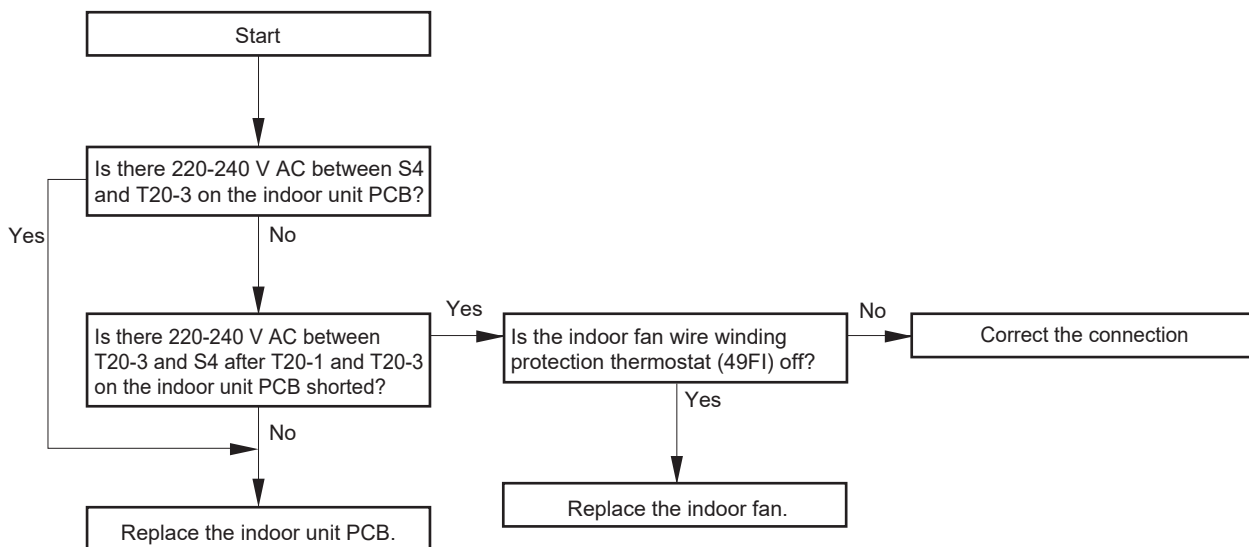 Start
Is there 220-240 V AC between S4
and T20-3 on the indoor unit PCB?
Yes
No
Is there 220-240 V AC between
T20-3 and S4 after T20-1 and T20-3
on the indoor unit PCB shorted?
Yes
Is the indoor fan wire winding
protection thermostat (49FI) off?
No
Correct the connection
No
Yes
Replace the indoor unit PCB.
Replace the indoor fan.